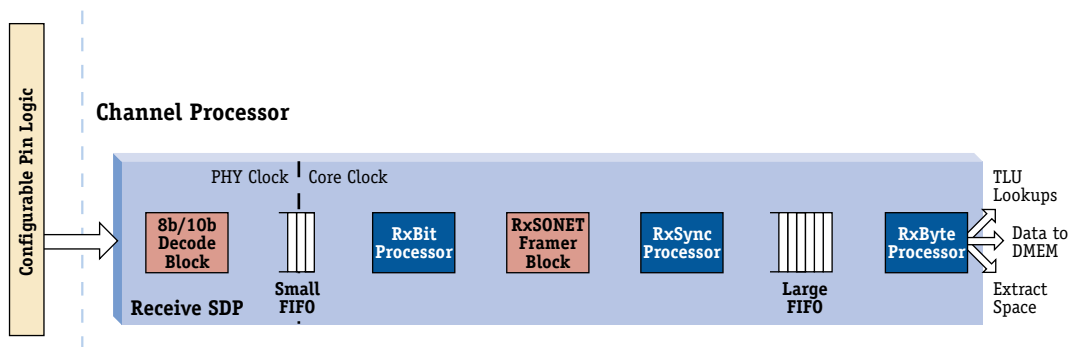 Configurable Pin Logic
Channel Processor
PHY Clock
Core Clock
8b/10b
Decode
Block
RxBit
Processor
RxSONET
Framer
Block
RxSync
Processor
RxByte
Processor
TLU
Lookups
Data to
DMEM
Extract
Space
Receive SDP
Small
FIFO
Large
FIFO